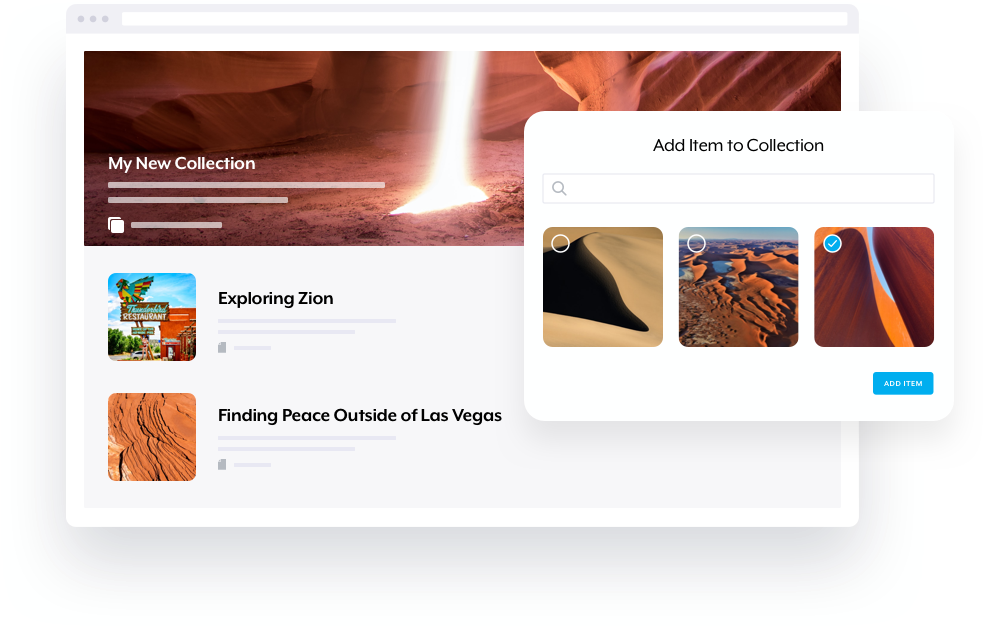 My New Collection
Add Item to Collection
Thunderbird
RESTAURANT
Exploring Zion
ADD ITEM
Finding Peace Outside of Las Vegas